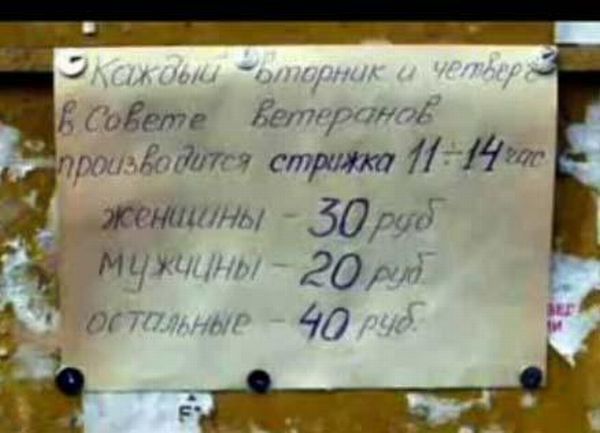 Каждый вторник и четверг
в Совете ветеранов
производится стрижка 11÷14 час
женщины - 30 руб
мужчины - 20 руб.
остальные - 40 руб.